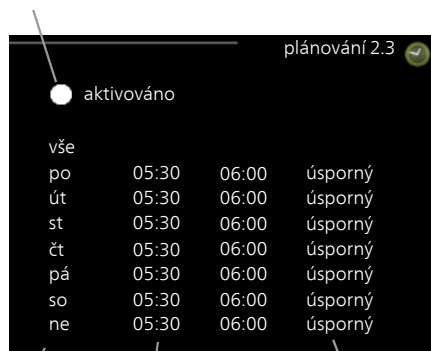 plánování 2.3
aktivováno
vše
po 05:30 06:00 úsporný
út 05:30 06:00 úsporný
st 05:30 06:00 úsporný
čt 05:30 06:00 úsporný
pá 05:30 06:00 úsporný
so 05:30 06:00 úsporný
ne 05:30 06:00 úsporný